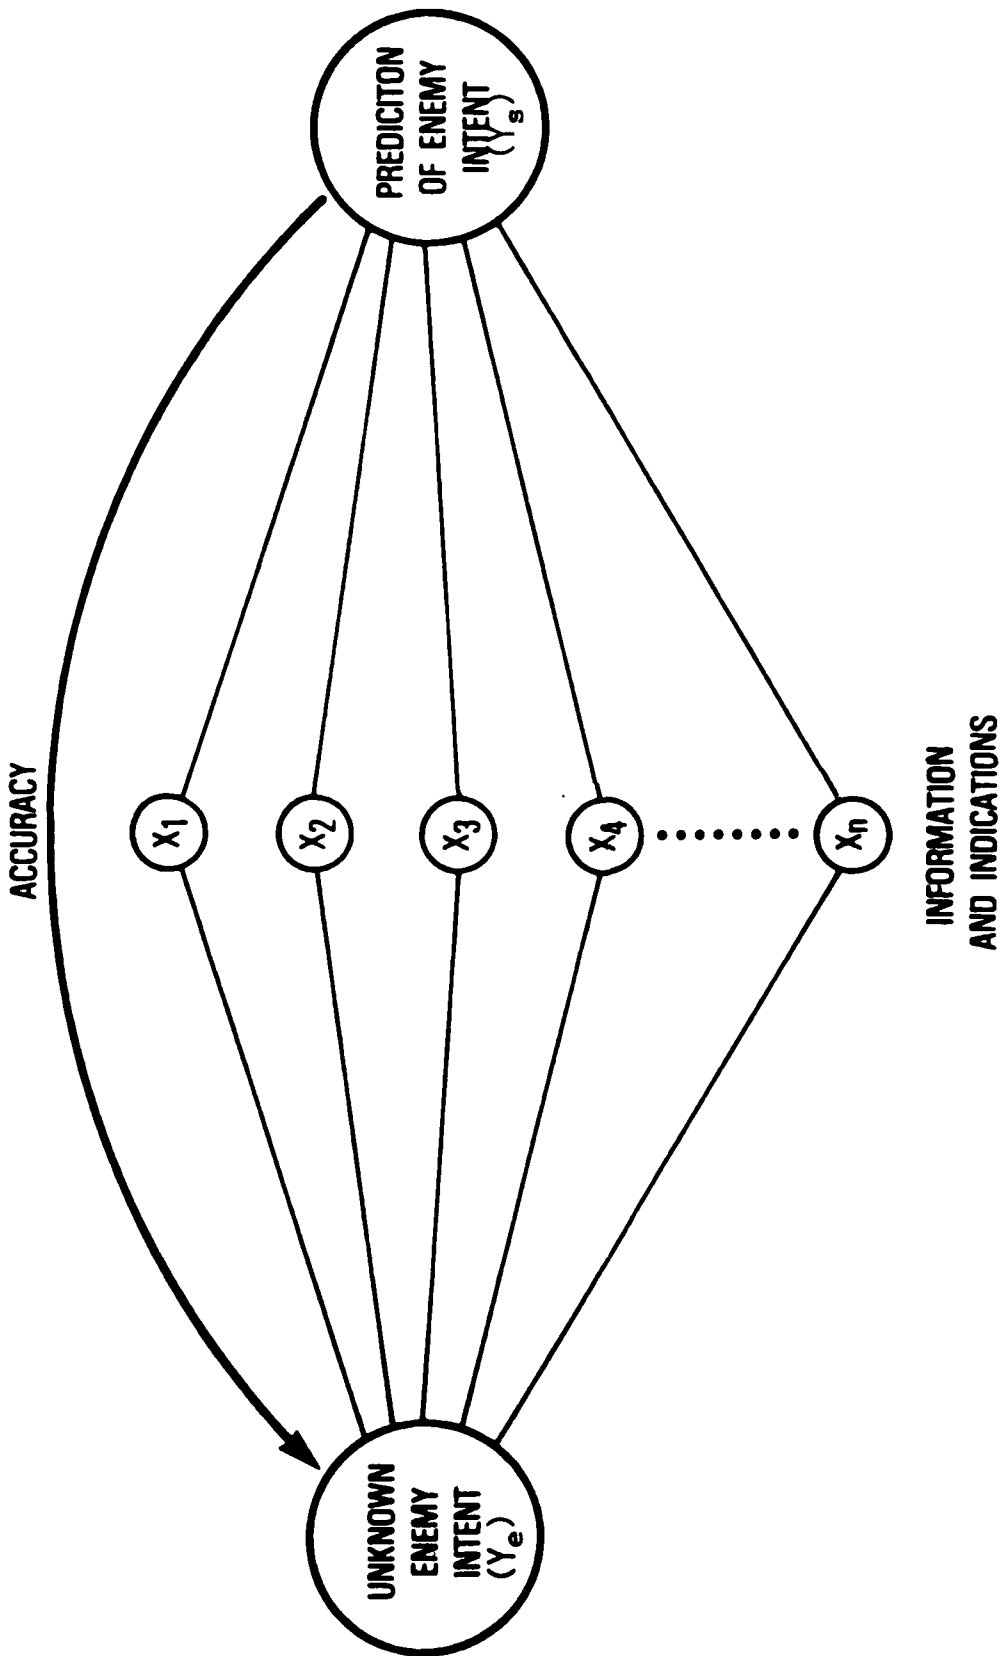 ACCURACY
UNKNOWN
ENEMY
INTENT
(Ye)
X1
X2
X3
X4
Xn
PREDICITON
OF ENEMY
INTENT
(Ys)
INFORMATION
AND INDICATIONS